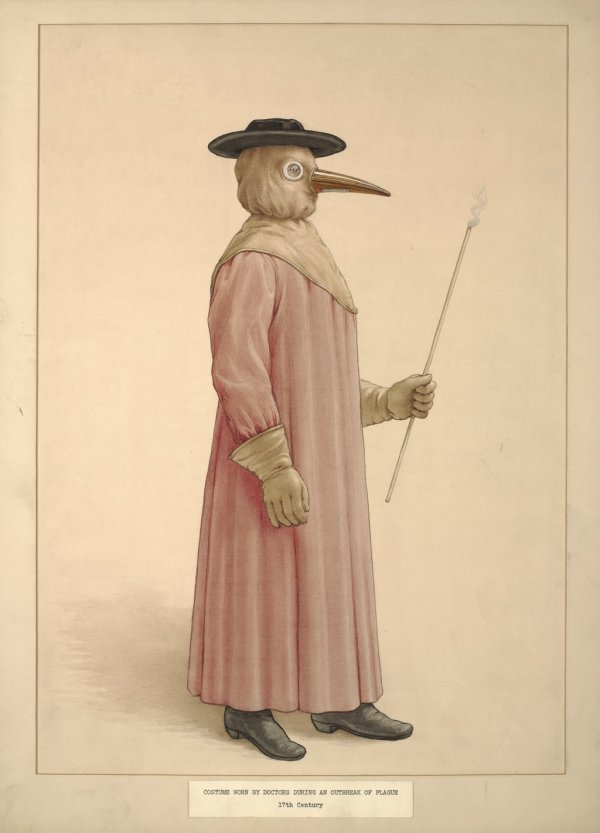 COSTUME WORN BY DOCTORS DURING AN OUTBREAK OF PLAGUE
17th Century